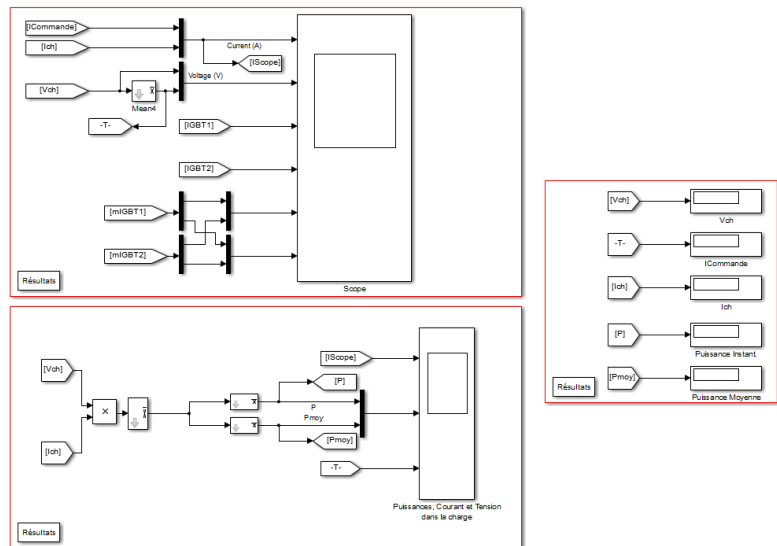 [ICommande]
[Ich]
Current (A)
[IScope]
Voltage (V)
[Vch]
x
Mean4
-T-
[IGBT1]
[IGBT2]
[mIGBT1]
[mIGBT2]
Résultats
Scope
[Vch]
Vch
-T-
ICommande
[Ich]
Ich
[P]
Puissance Instant.
[Pmoy]
Résultats
Puissance Moyenne
[IScope]
[Vch]
[P]
×
x
x
P
Pmoy
x
[Pmoy]
[Ich]
-T-
Puissances, Courant et Tension
dans la charge
Résultats